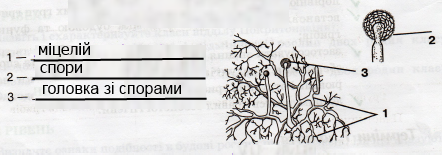 1 — міцелій
спори
2 —
головка зі спорами
3 —
2
3
1